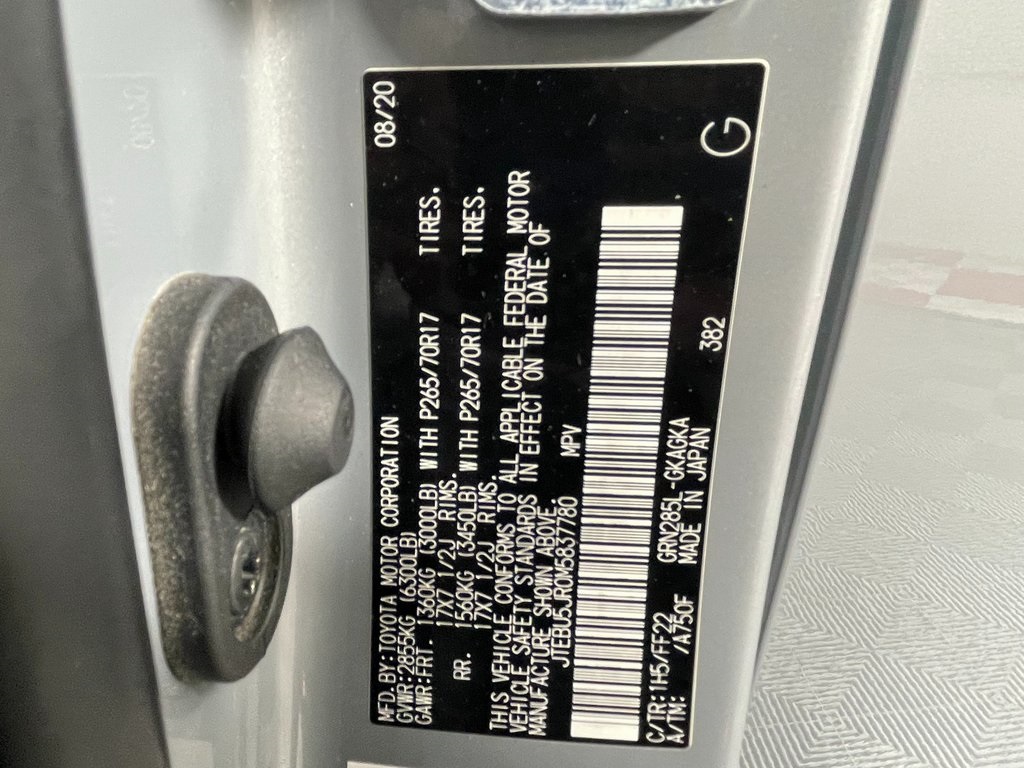 MFD.BY:TOYOTA MOTOR CORPORATION 08/20
GVWR:2855KG (6300LB)
GAWR:FRT. 1360KG (3000LB) WITH P265/70R17 TIRES.
17X7 1/2J RIMS.
RR. 1560KG (3450LB) WITH P265/70R17 TIRES.
17X7 1/2J RIMS.
THIS VEHICLE CONFORMS TO ALL APPLICABLE FEDERAL MOTOR
VEHICLE SAFETY STANDARDS IN EFFECT ON THE DATE OF
MANUFACTURE SHOWN ABOVE.
JTEBU5JR0M5837780 MPV
C/TR:1H5/FF22 GRN285L-GKAGKA 382
A/TM: /A750F MADE IN JAPAN
G